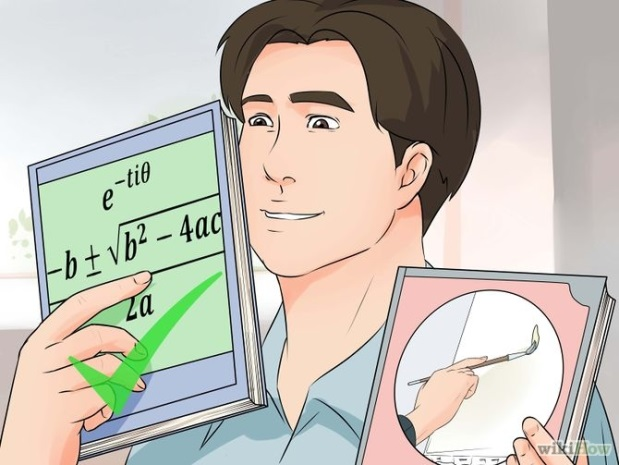 e^{-tiθ}
-b ± √b² - 4ac
2a
wikiHow